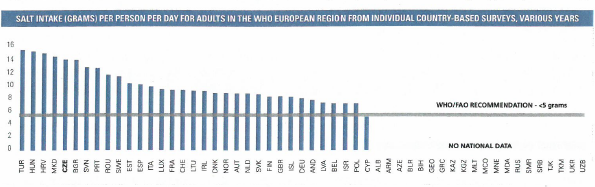 SALT INTAKE (GRAMS) PER PERSON PER DAY FOR ADULTS IN THE WHO EUROPEAN REGION FROM INDIVIDUAL COUNTRY-BASED SURVEYS, VARIOUS YEARS
16
14
12
10
8
6
4
2
0
WHO/FAO RECOMMENDATION - <5 grams
NO NATIONAL DATA
TUR HUN HRV MKD CZE BGR SVN PRT ROU SWE EST ESP ITA LUX FRA CHE LTU IRL DNK NOR AUT NLD SVK FIN GBR ISL DEU AND LVA BEL ISR POL CYP ALB ARM AZE BLR BIH GEO GRC KAZ KGZ MLT MCO MNE MDA RUS SMR SRB TJK TKM UKR UZB